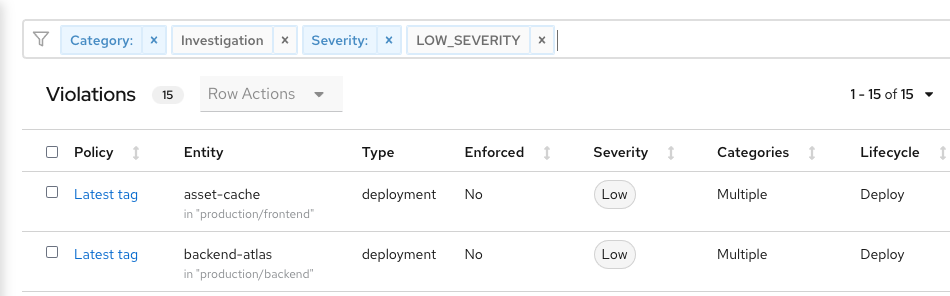 Category: × Investigation × Severity: × LOW_SEVERITY ×
Violations 15 Row Actions 1 - 15 of 15
Policy Entity Type Enforced Severity Categories Lifecycle
Latest tag asset-cache deployment No Low Multiple Deploy
in "production/frontend"
Latest tag backend-atlas deployment No Low Multiple Deploy
in "production/backend"